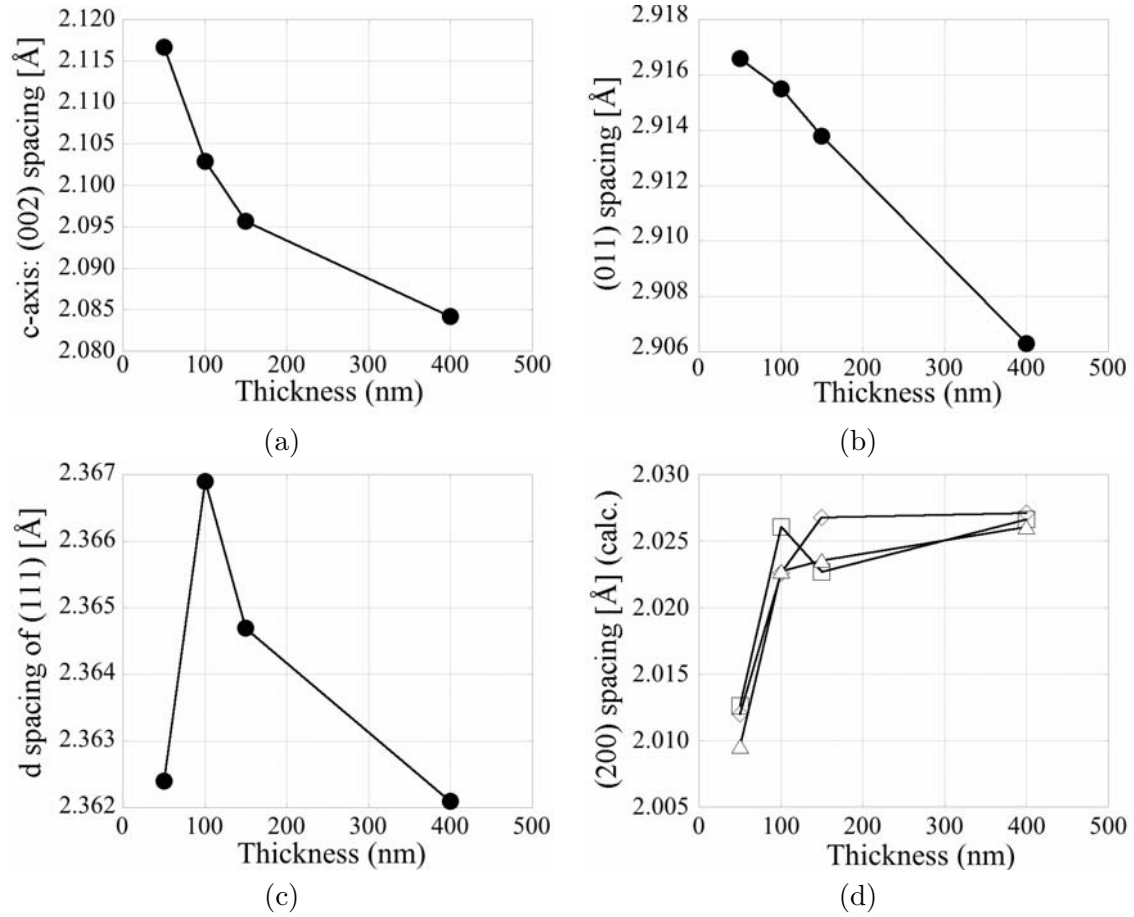 2.120
2.115
2.110
2.105
2.100
2.095
2.090
2.085
2.080
c-axis: (002) spacing [Å]
0 100 200 300 400 500
Thickness (nm)
(a)
2.918
2.916
2.914
2.912
2.910
2.908
2.906
(011) spacing [Å]
0 100 200 300 400 500
Thickness (nm)
(b)
2.367
2.366
2.365
2.364
2.363
2.362
d spacing of (111) [Å]
0 100 200 300 400 500
Thickness (nm)
(c)
2.030
2.025
2.020
2.015
2.010
2.005
(200) spacing [Å] (calc.)
0 100 200 300 400 500
Thickness (nm)
(d)